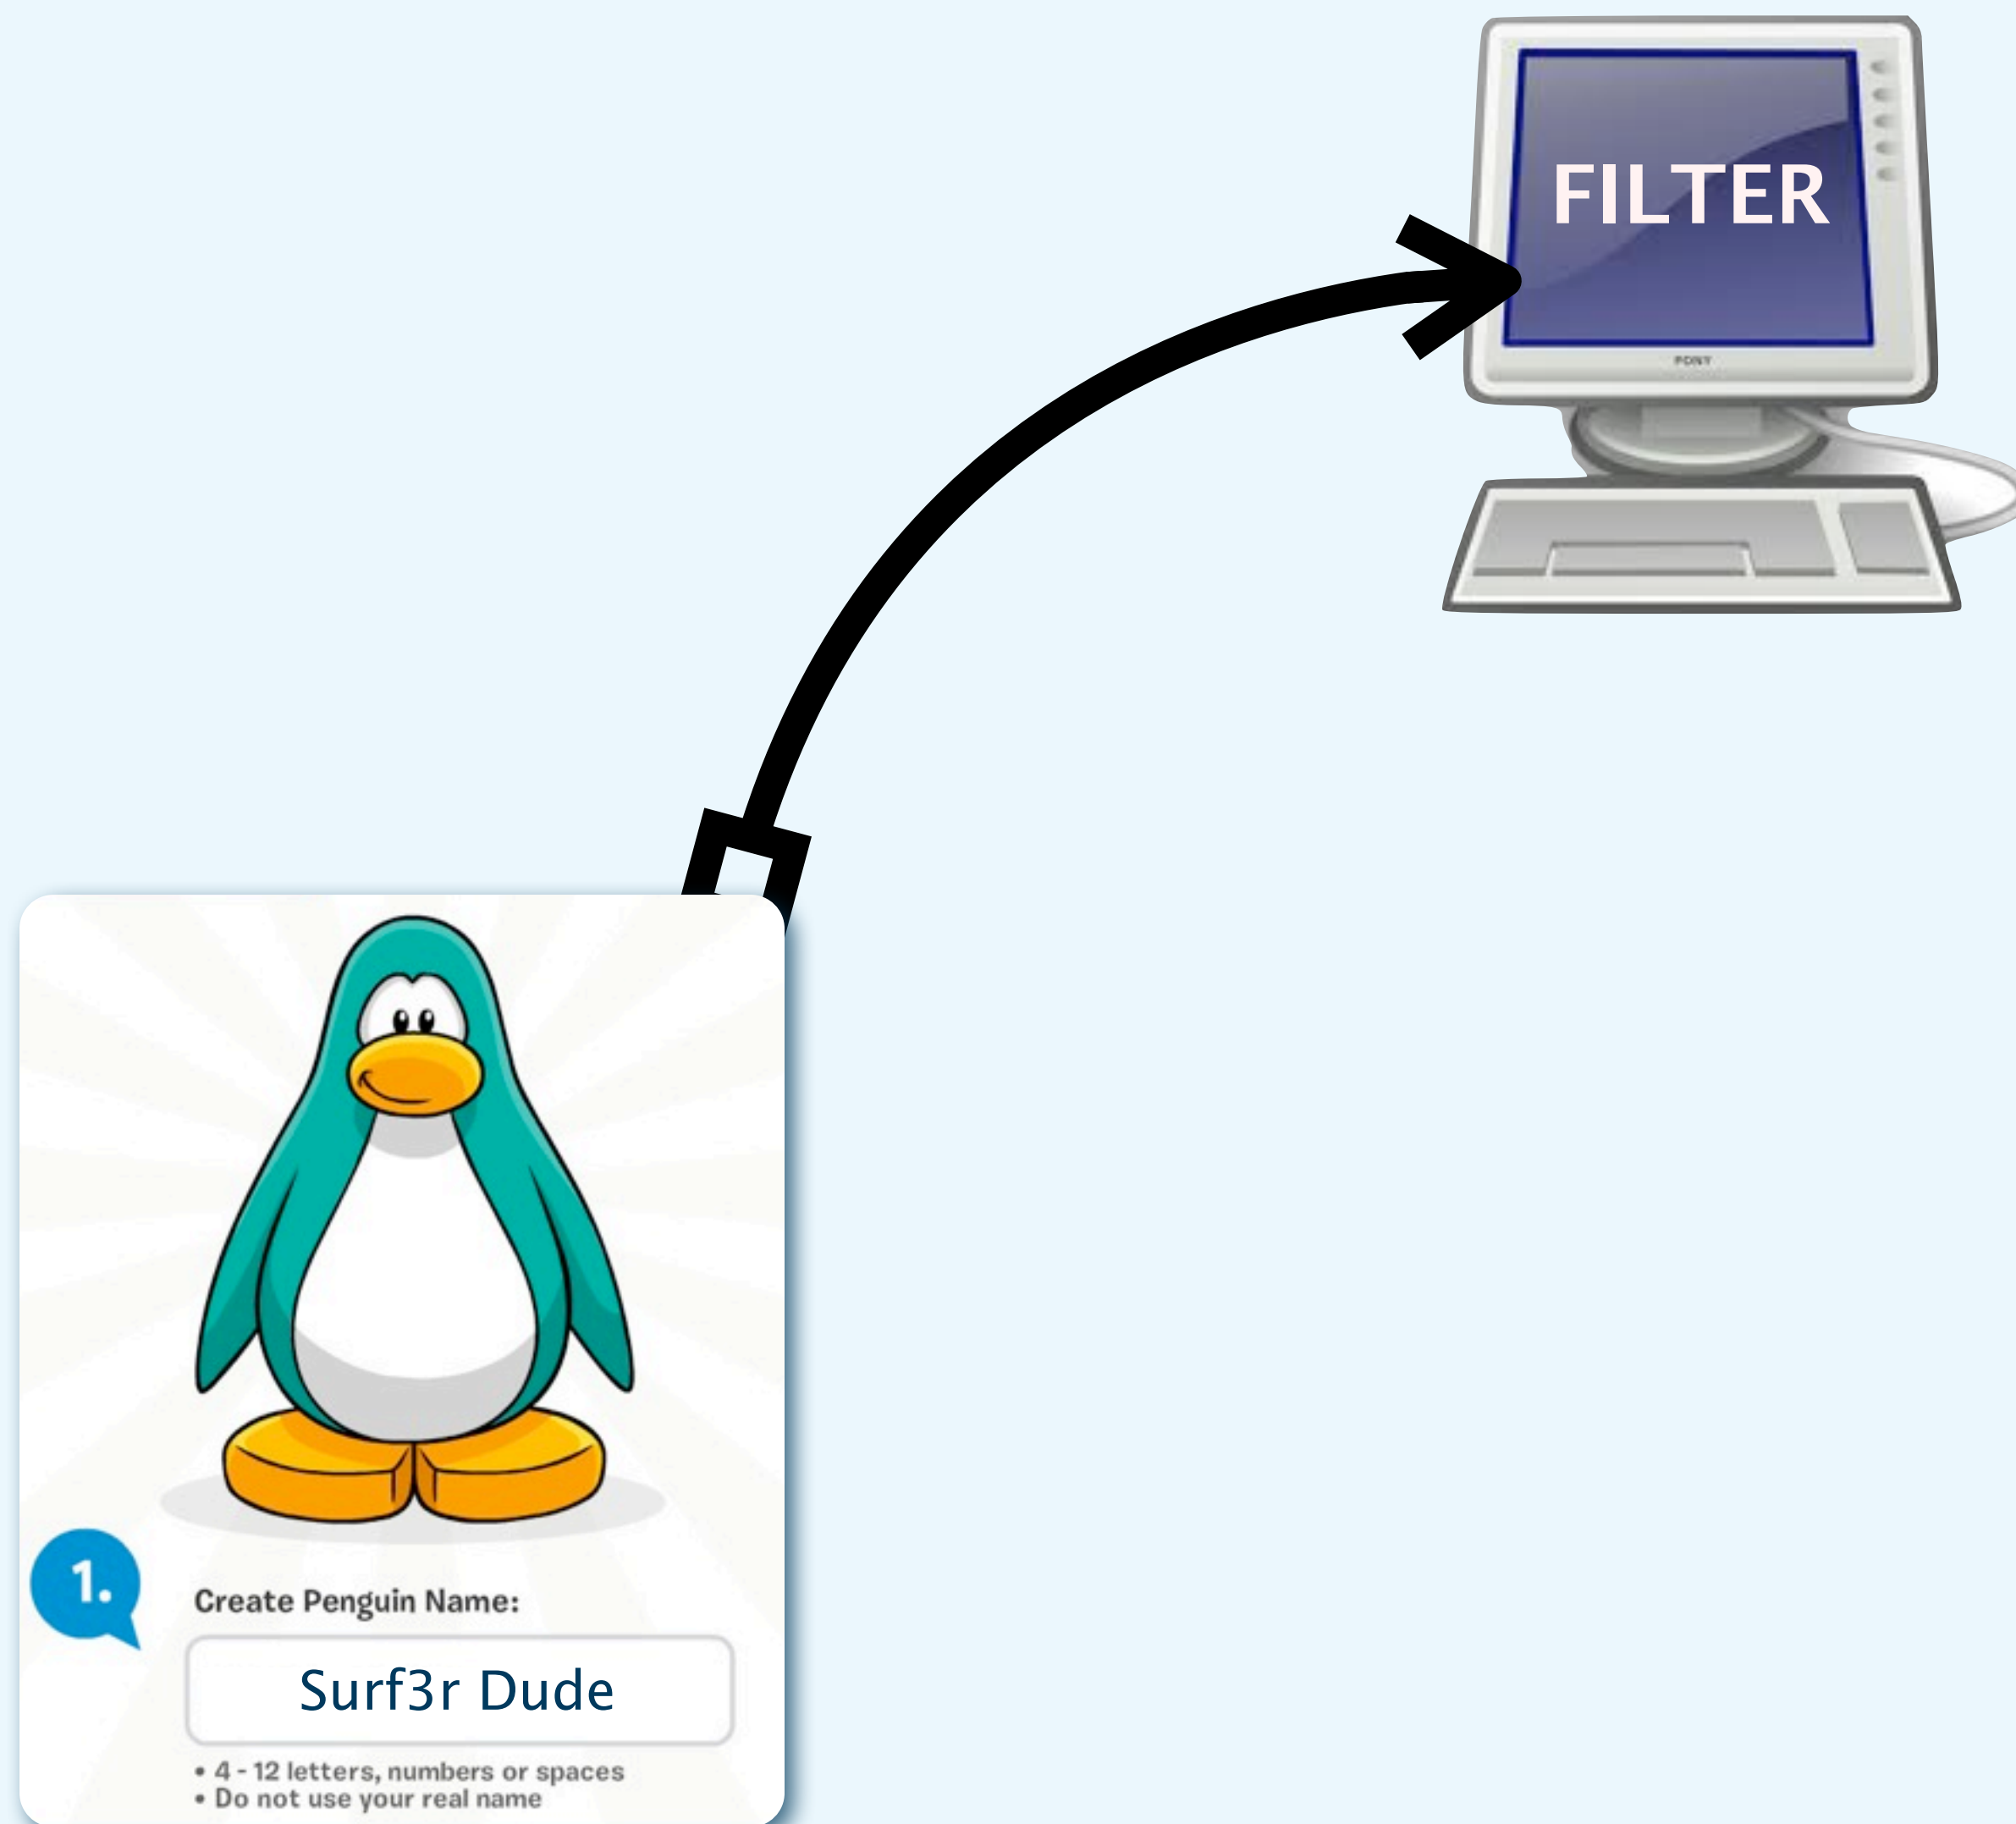 FILTER
PONY
1.
Create Penguin Name:
Surf3r Dude
• 4 - 12 letters, numbers or spaces
• Do not use your real name